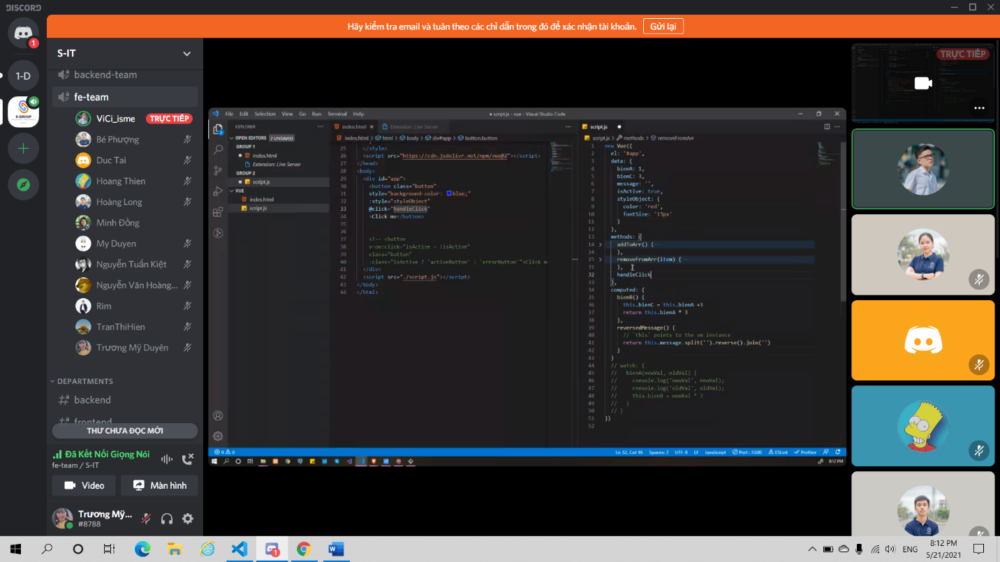 DISCORD
Hãy kiểm tra email và tuân theo các chỉ dẫn trong đó để xác nhận tài khoản. Gửi lại
1
1-D
S-GROUP
S-IT
backend-team
fe-team
ViCi_isme TRỰC TIẾP
Bé Phượng
Duc Tai
Hoang Thien
Hoàng Long
Minh Đồng
My Duyen
Nguyễn Tuấn Kiệt
Nguyễn Văn Hoàng...
Rim
TranThiHien
Trương Mỹ Duyên
DEPARTMENTS
backend
frontend
THƯ CHƯA ĐỌC MỚI
Đã Kết Nối Giọng Nói
fe-team / S-IT
Video Màn hình
Trương Mỹ...
#8788
File Edit Selection View Go Run Terminal Help
● script.js - vue - Visual Studio Code
EXPLORER
OPEN EDITORS 2 UNSAVED
GROUP 1
index.html
Extension: Live Server
GROUP 2
script.js
VUE
index.html
script.js
index.html ● Extension: Live Server
index.html > html > body > div#app > button.button
25 </style>
26 <script src="https://cdn.jsdelivr.net/npm/vue@2"></script>
27 </head>
28 <body>
29 <div id="app">
30 <button class="button"
31 style="background-color: blue;"
32 :style="styleObject"
33 @click="handleClick"
34 >Click me</button>
35
36
37 <!-- <button
38 v-on:click="isActive = !isActive"
39 class="button"
40 :class="isActive ? 'activeButton' : 'errorButton'">Click m
41 </div>
42 <script src="./script.js"></script>
43 </body>
44 </html>
script.js ●
script.js > methods > removeFromArr
1 new Vue({
2 el: '#app',
3 data: {
4 bienA: 1,
5 bienC: 3,
6 message: '',
7 isActive: true,
8 styleObject: {
9 color: 'red',
10 fontSize: '13px'
11 }
12 },
13 methods: {
14 addToArr() { ...
24 },
25 removeFromArr(item) { ...
31 },
32 handleClick
33 },
34 computed: {
35 bienB() {
36 this.bienC = this.bienA +3
37 return this.bienA * 3
38 },
39 reversedMessage() {
40 // `this` points to the vm instance
41 return this.message.split('').reverse().join('')
42 }
43 }
44 // watch: {
45 // bienA(newVal, oldVal) {
46 // console.log('newVal', newVal);
47 // console.log('oldVal', oldVal);
48 // this.bienB = newVal * 3
49 // }
50 // }
51 })
52
0 0
Ln 32, Col 16 Spaces: 2 UTF-8 LF JavaScript Port : 5500 ESLint Prettier
8:12 PM
TRỰC TIẾP
1
ENG
8:12 PM
5/21/2021